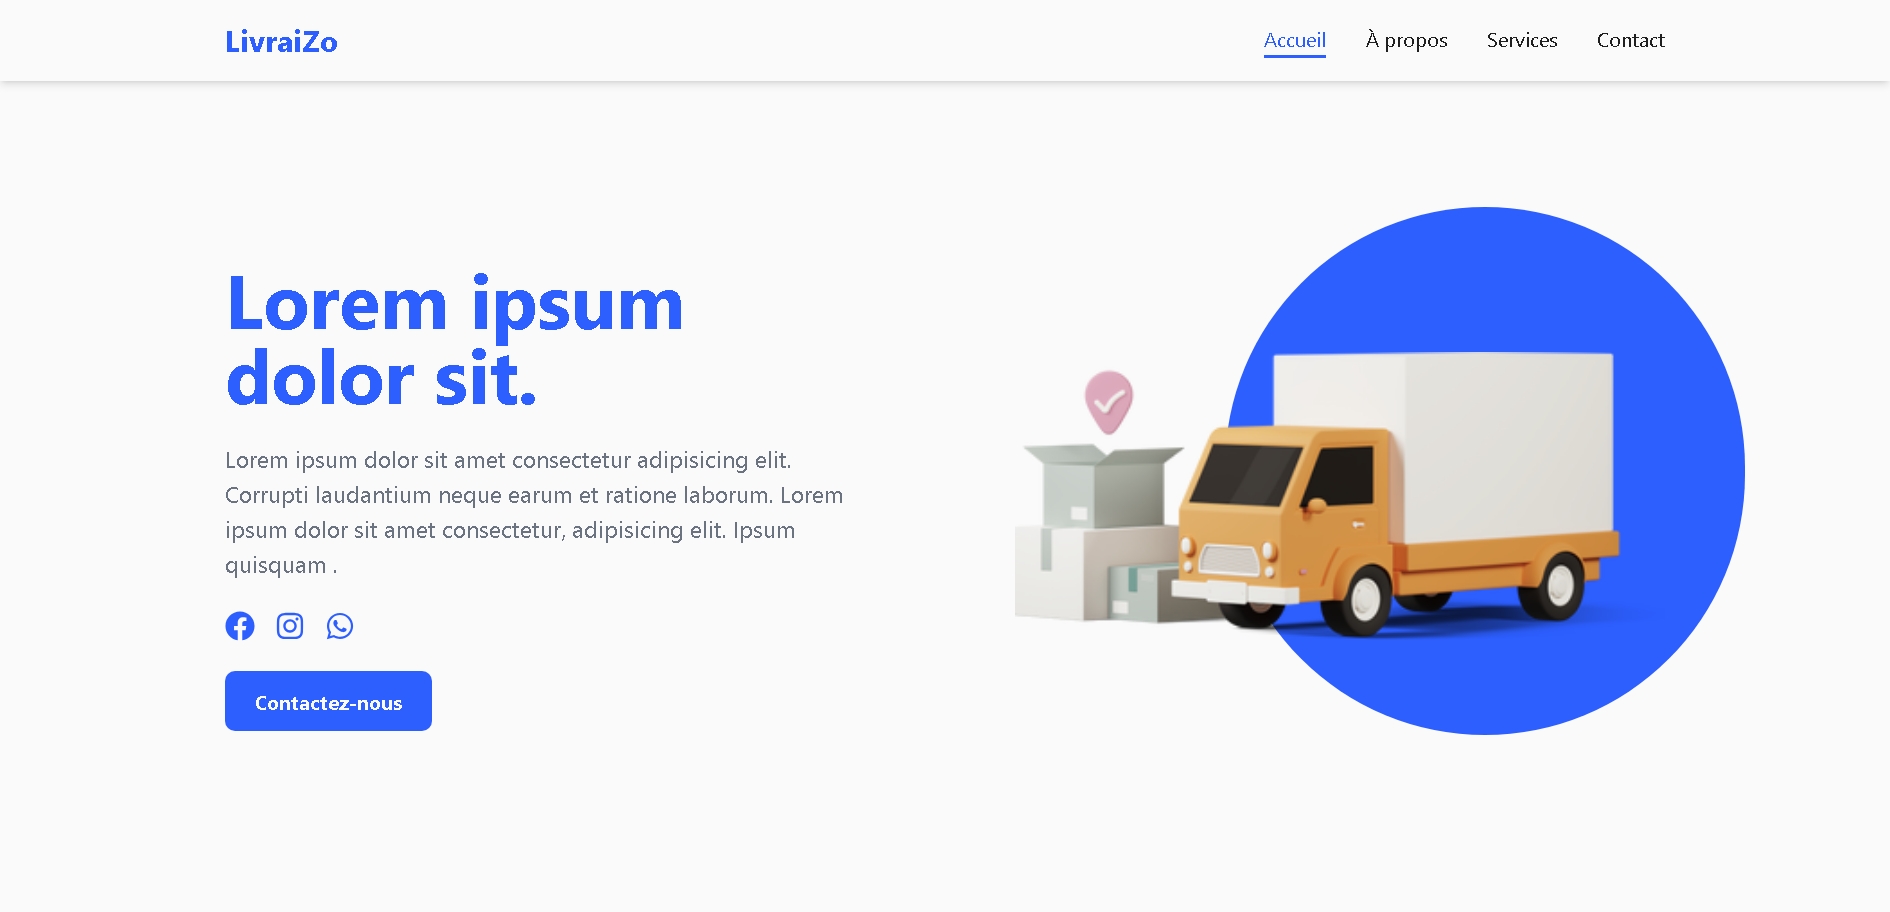 LivraiZo
Accueil À propos Services Contact
Lorem ipsum
dolor sit.
Lorem ipsum dolor sit amet consectetur adipisicing elit.
Corrupti laudantium neque earum et ratione laborum. Lorem
ipsum dolor sit amet consectetur, adipisicing elit. Ipsum
quisquam .
Contactez-nous